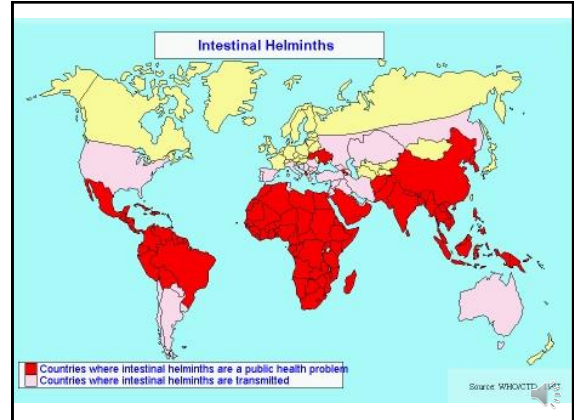 Intestinal Helminths
Countries where intestinal helminths are a public health problem
Countries where intestinal helminths are transmitted
Source: WHO/CTD,